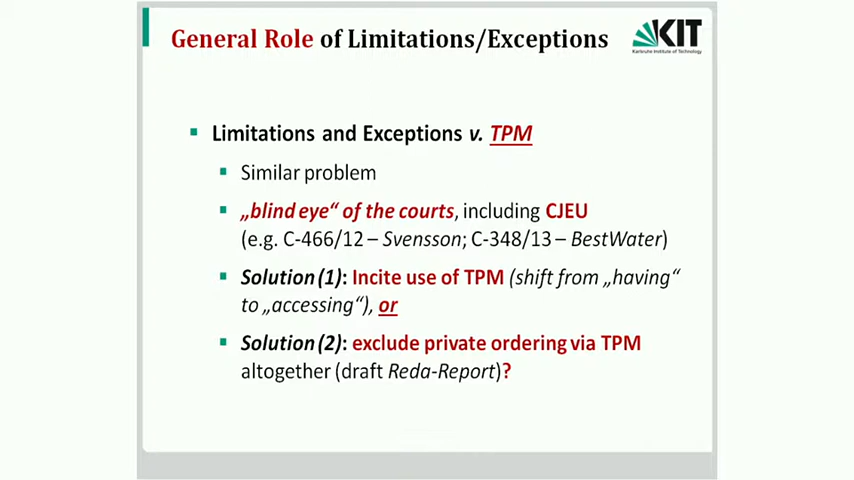 General Role of Limitations/Exceptions
KIT
Karlsruhe Institute of Technology
Limitations and Exceptions v. TPM
Similar problem
„blind eye“ of the courts, including CJEU
(e.g. C-466/12 – Svensson; C-348/13 – BestWater)
Solution (1): Incite use of TPM (shift from „having“
to „accessing“), or
Solution (2): exclude private ordering via TPM
altogether (draft Reda-Report)?